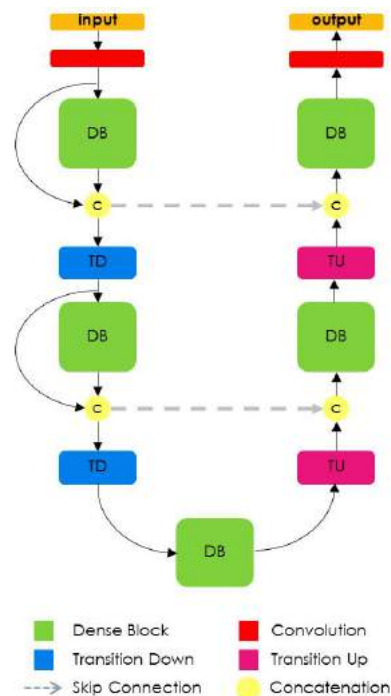 input output
DB DB
C C
TD TU
DB DB
C C
TD TU
DB
Dense Block Convolution
Transition Down Transition Up
Skip Connection Concatenation